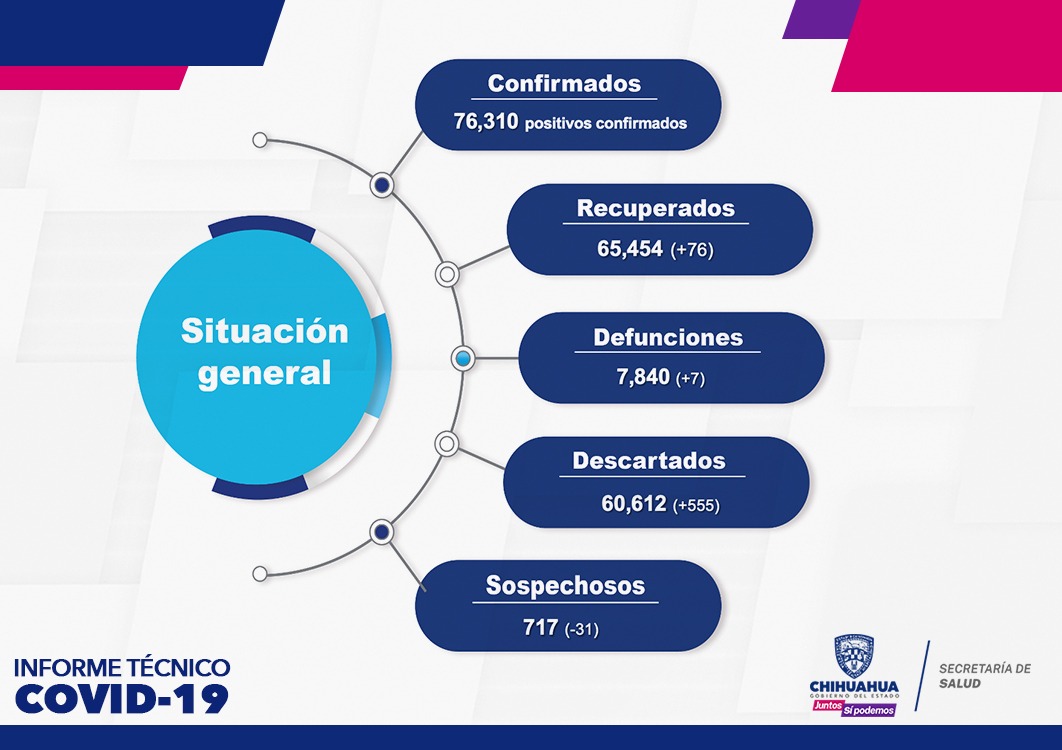 Confirmados
76,310 positivos confirmados
Recuperados
65,454 (+76)
Situación
general
Defunciones
7,840 (+7)
Descartados
60,612 (+555)
Sospechosos
717 (-31)
INFORME TÉCNICO
COVID-19
CHIHUAHUA
GOBIERNO DEL ESTADO
Juntos
Sí podemos
SECRETARÍA DE
SALUD